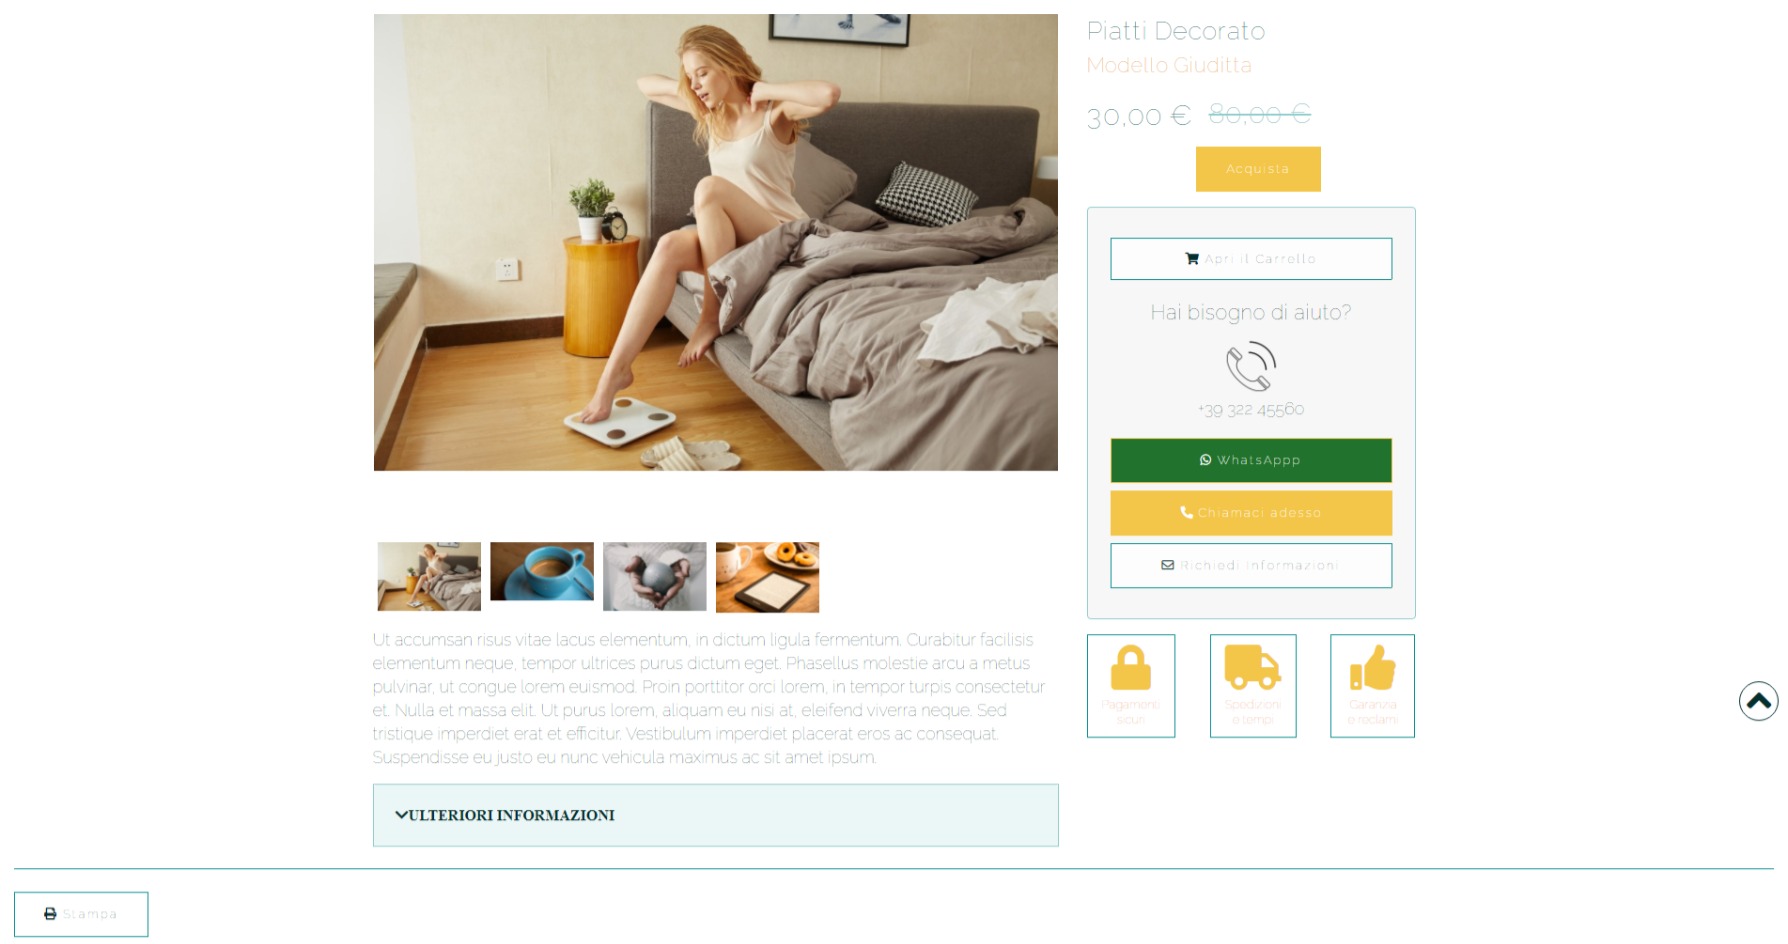 Piatti Decorato
Modello Giuditta
30,00 € 80,00 €
Acquista
Apri il Carrello
Hai bisogno di aiuto?
+39 322 45560
WhatsAppp
Chiamaci adesso
Richiedi Informazioni
Pagamenti
sicuri
Spedizioni
e tempi
Garanzia
e reclami
Ut accumsan risus vitae lacus elementum, in dictum ligula fermentum. Curabitur facilisis
elementum neque, tempor ultrices purus dictum eget. Phasellus molestie arcu a metus
pulvinar, ut congue lorem euismod. Proin porttitor orci lorem, in tempor turpis consectetur
et. Nulla et massa elit. Ut purus lorem, aliquam eu nisi at, eleifend viverra neque. Sed
tristique imperdiet erat et efficitur. Vestibulum imperdiet placerat eros ac consequat.
Suspendisse eu justo eu nunc vehicula maximus ac sit amet ipsum.
ULTERIORI INFORMAZIONI
Stampa